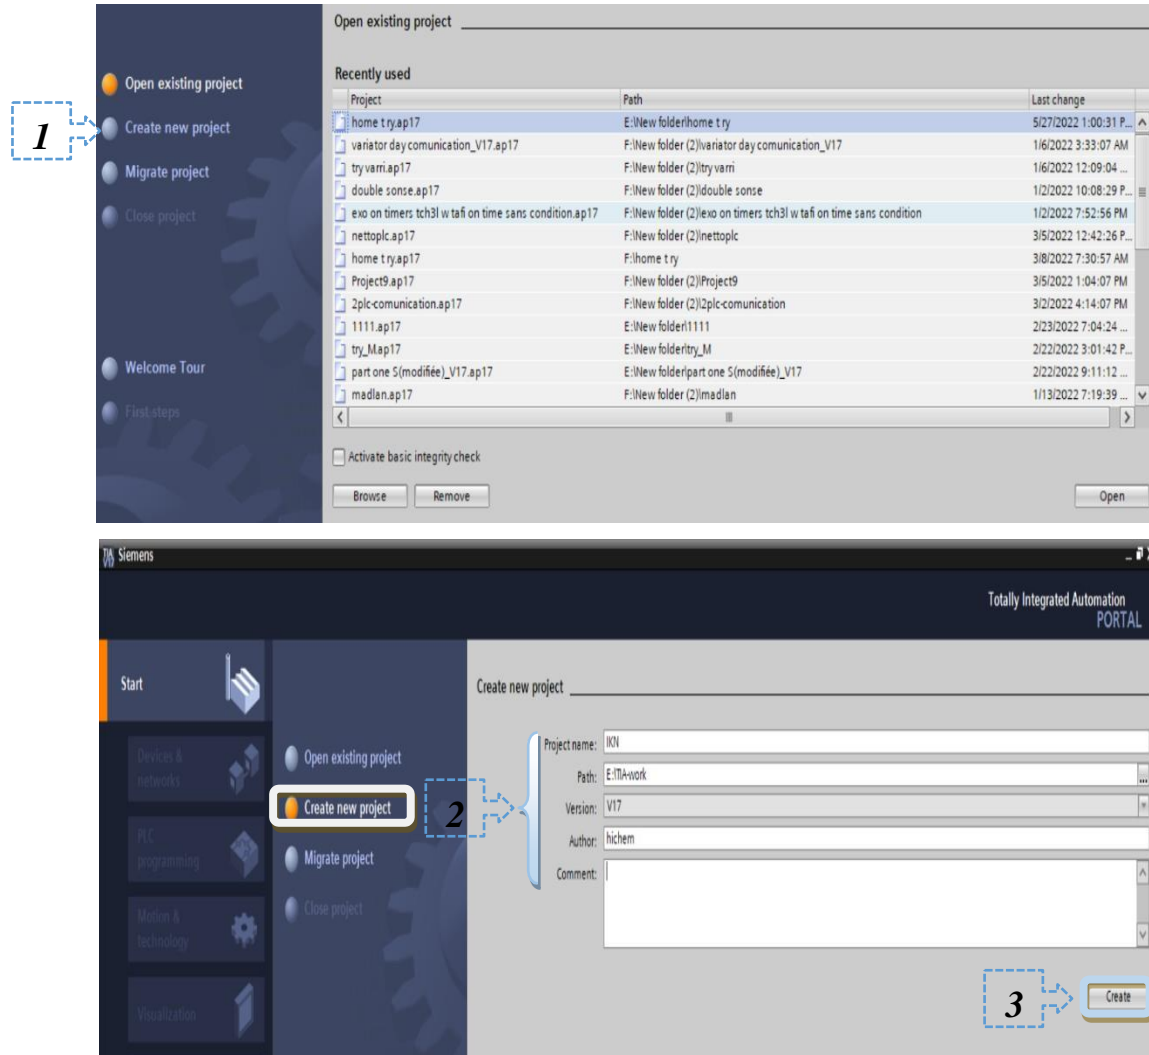 Open existing project
Open existing project
Create new project
Migrate project
Close project
Welcome Tour
First steps
1
Recently used
Project Path Last change
home try.ap17 E:\New folder\home try 5/27/2022 1:00:31 P...
variator day comunication_V17.ap17 F:\New folder (2)\variator day comunication_V17 1/6/2022 3:33:07 AM
try varri.ap17 F:\New folder (2)\try varri 1/6/2022 12:09:04 ...
double sonse.ap17 F:\New folder (2)\double sonse 1/2/2022 10:08:29 P...
exo on timers tch3l w tafi on time sans condition.ap17 F:\New folder (2)\exo on timers tch3l w tafi on time sans condition 1/2/2022 7:52:56 PM
nettoplc.ap17 F:\New folder (2)\nettoplc 3/5/2022 12:42:26 P...
home try.ap17 F:\home try 3/8/2022 7:30:57 AM
Project9.ap17 F:\New folder (2)\Project9 3/5/2022 1:04:07 PM
2plc-comunication.ap17 F:\New folder (2)\2plc-comunication 3/2/2022 4:14:07 PM
1111.ap17 E:\New folder\1111 2/23/2022 7:04:24 ...
try_M.ap17 E:\New folder\try_M 2/22/2022 3:01:42 P...
part one S(modifiée)_V17.ap17 E:\New folder\part one S(modifiée)_V17 2/22/2022 9:11:12 ...
madlan.ap17 F:\New folder (2)\madlan 1/13/2022 7:19:39 ...
Activate basic integrity check
Browse Remove Open
TIA Siemens
Totally Integrated Automation
PORTAL
Start
Devices &
networks
PLC
programming
Motion &
technology
Visualization
Open existing project
Create new project
Migrate project
Close project
2
Create new project
Project name: IKN
Path: E:\TIA-work
...
Version: V17
Author: hichem
Comment:
3
Create